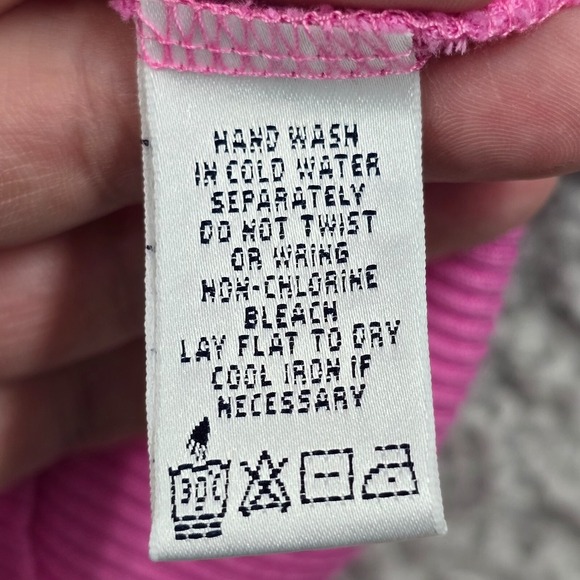 HAND WASH
IN COLD WATER
SEPARATELY
DO NOT TWIST
OR WRING
NON-CHLORINE
BLEACH
LAY FLAT TO DRY
COOL IRON IF
NECESSARY
30C